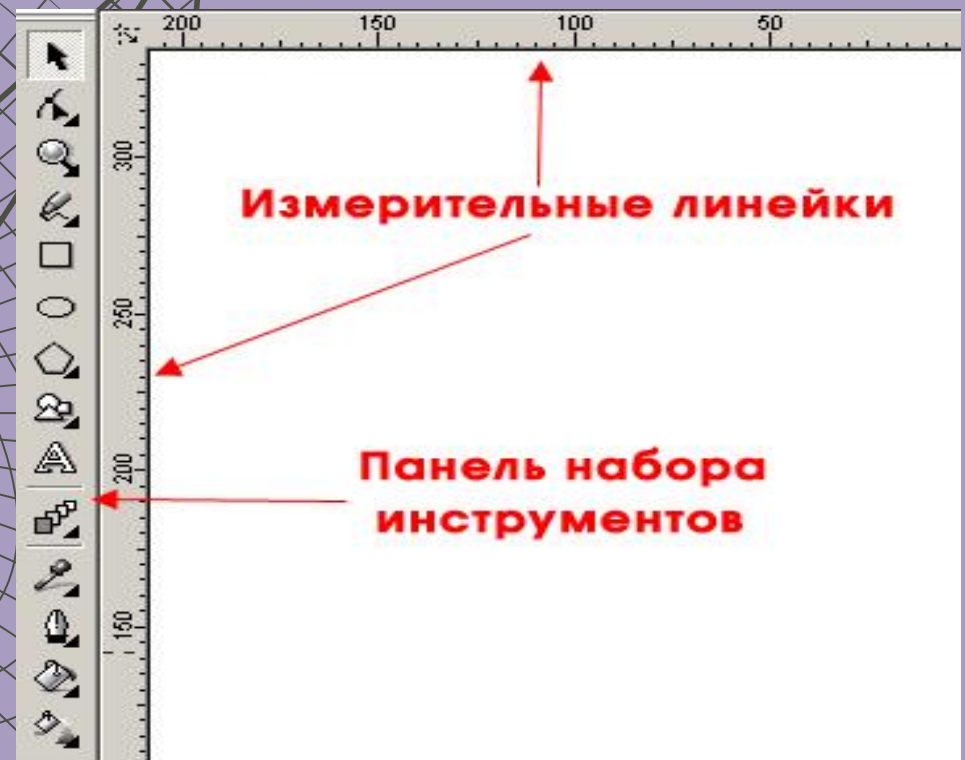 200 150 100 50
300
Измерительные линейки
250
Панель набора
200
инструментов
150